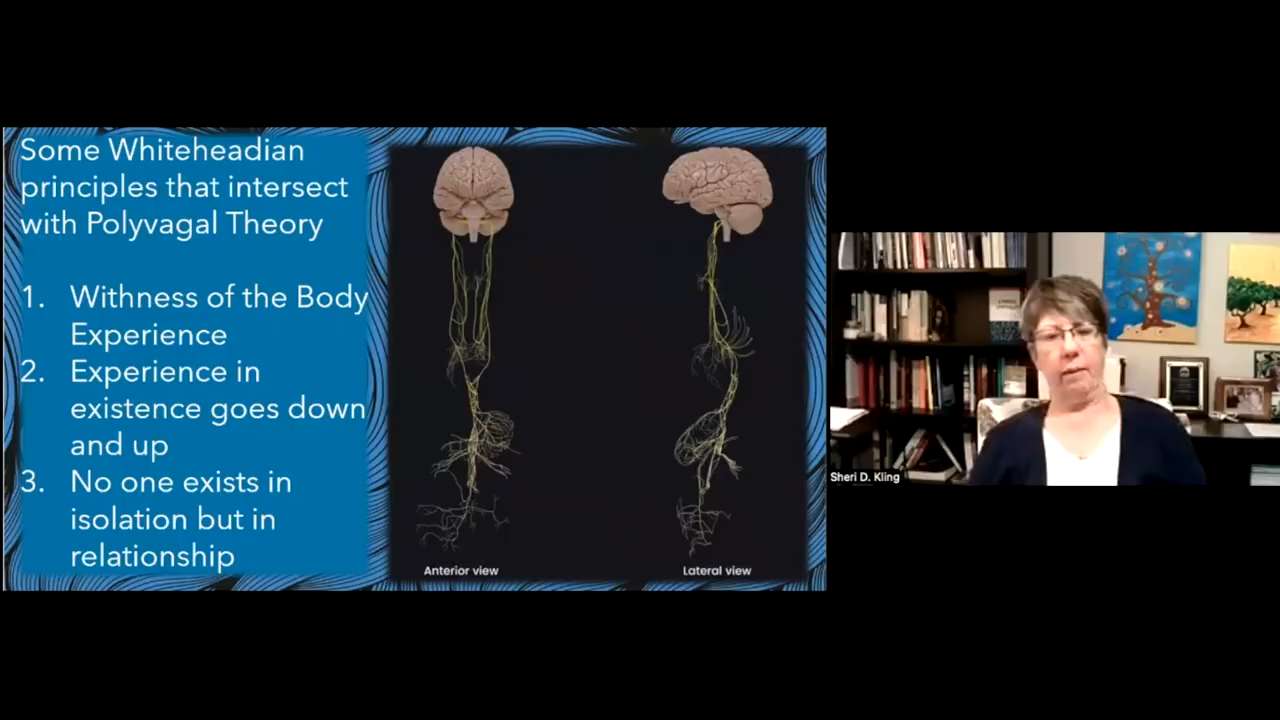 Some Whiteheadian
principles that intersect
with Polyvagal Theory
1. Withness of the Body
Experience
2. Experience in
existence goes down
and up
3. No one exists in
isolation but in
relationship
Anterior view
Lateral view
Sheri D. Kling